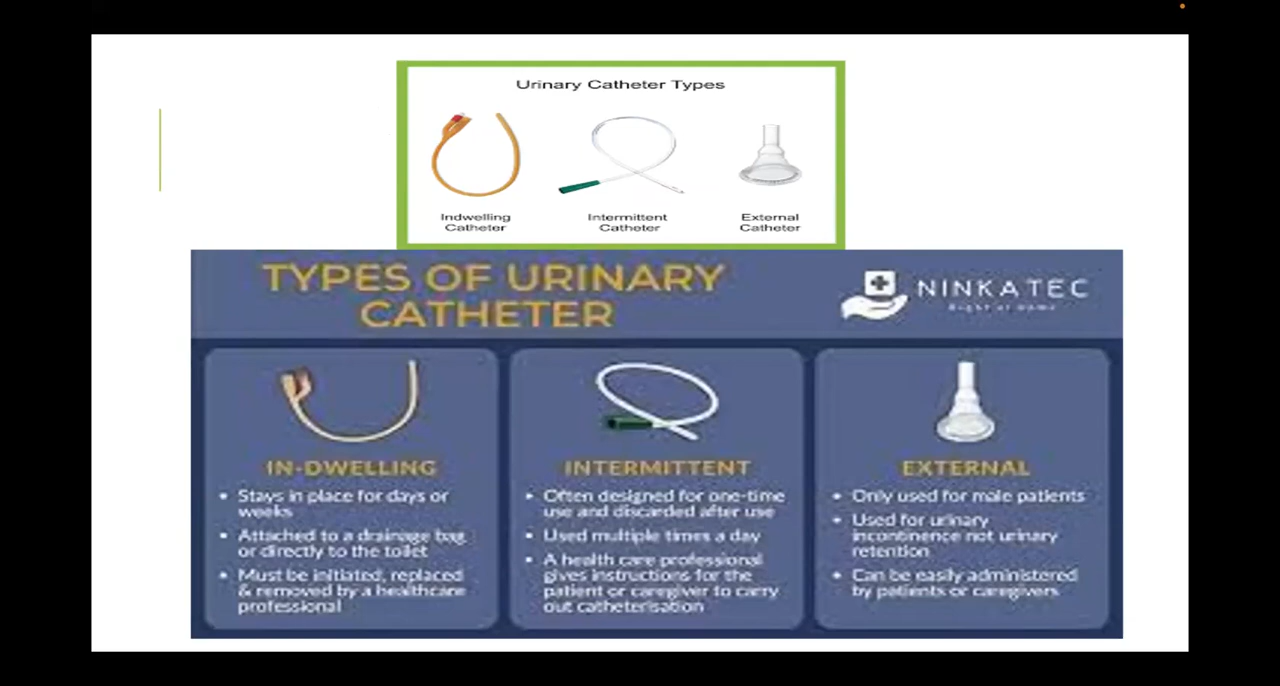 Urinary Catheter Types
Indwelling
Catheter
Intermittent
Catheter
External
Catheter
TYPES OF URINARY
CATHETER
NINKATEC
Right at Home
IN-DWELLING
• Stays in place for days or
weeks
• Attached to a drainage bag
or directly to the toilet
• Must be initiated, replaced
& removed by a healthcare
professional
INTERMITTENT
• Often designed for one-time
use and discarded after use
• Used multiple times a day
• A health care professional
gives instructions for the
patient or caregiver to carry
out catheterisation
EXTERNAL
• Only used for male patients
• Used for urinary
incontinence not urinary
retention
• Can be easily administered
by patients or caregivers